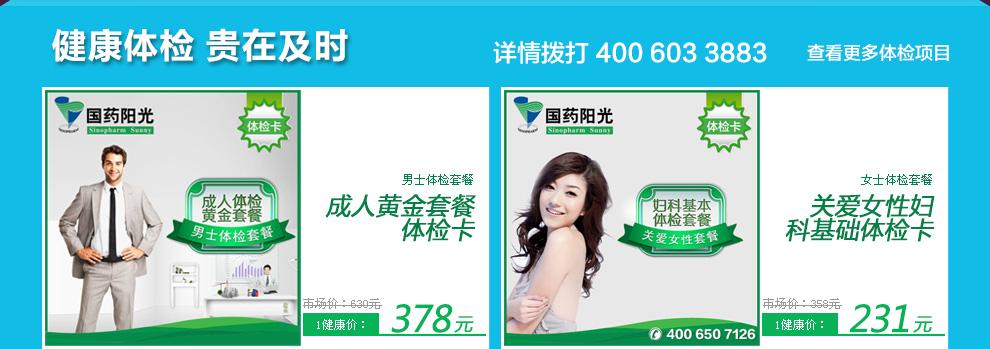 健康体检 贵在及时
详情拨打 400 603 3883
查看更多体检项目
国药阳光
Sinopharm Sunny
SINOPHARM
体检卡
成人体检
黄金套餐
男士体检套餐
男士体检套餐
成人黄金套餐
体检卡
市场价：630元
1健康价：
378元
国药阳光
Sinopharm Sunny
SINOPHARM
体检卡
妇科基本
体检套餐
关爱女性套餐
400 650 7126
女士体检套餐
关爱女性妇
科基础体检卡
市场价：358元
1健康价：
231元